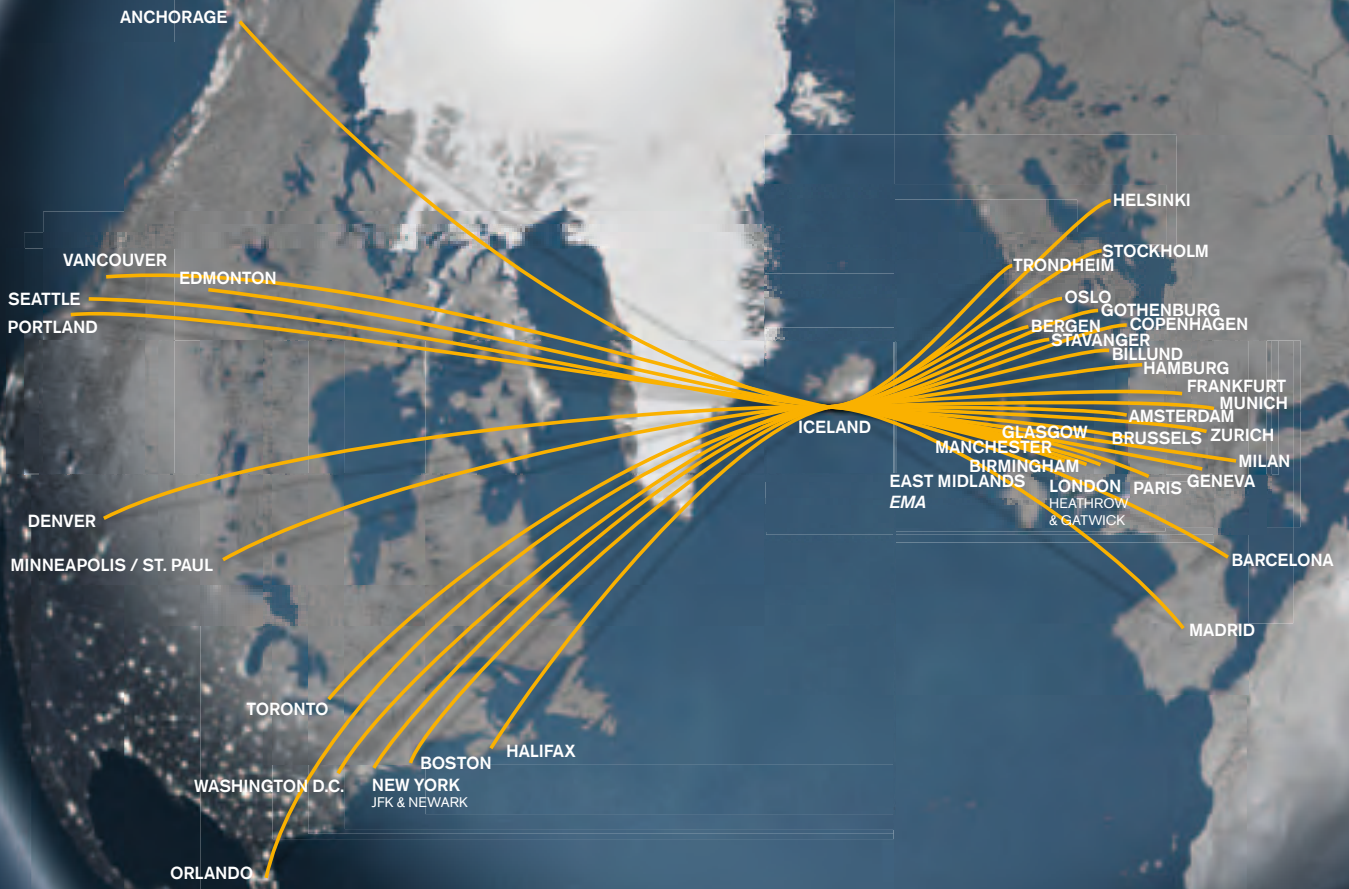 ANCHORAGE
VANCOUVER
EDMONTON
SEATTLE
PORTLAND
DENVER
MINNEAPOLIS / ST. PAUL
TORONTO
WASHINGTON D.C.
NEW YORK
JFK & NEWARK
BOSTON
HALIFAX
ORLANDO
ICELAND
HELSINKI
STOCKHOLM
TRONDHEIM
OSLO
GOTHENBURG
BERGEN
COPENHAGEN
STAVANGER
BILLUND
HAMBURG
FRANKFURT
MUNICH
AMSTERDAM
GLASGOW
BRUSSELS
ZURICH
MANCHESTER
BIRMINGHAM
MILAN
EAST MIDLANDS
EMA
LONDON
HEATHROW
& GATWICK
PARIS
GENEVA
BARCELONA
MADRID